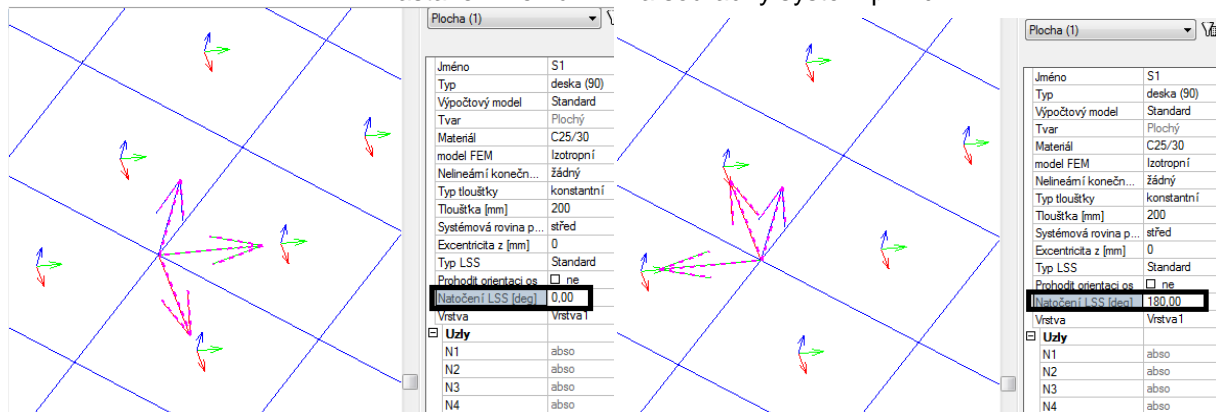 Plocha (1)
Jméno S1
Typ deska (90)
Výpočtový model Standard
Tvar Plochý
Materiál C25/30
model FEM Izotropní
Nelineární konečn... žádný
Typ tloušťky konstantní
Tloušťka [mm] 200
Systémová rovina p... střed
Excentricita z [mm] 0
Typ LSS Standard
Prohodit orientaci os ne
Natočení LSS [deg] 0,00
Vrstva Vrstva1
Uzly
N1 abso
N2 abso
N3 abso
N4 abso
Plocha (1)
Jméno S1
Typ deska (90)
Výpočtový model Standard
Tvar Plochý
Materiál C25/30
model FEM Izotropní
Nelineární konečn... žádný
Typ tloušťky konstantní
Tloušťka [mm] 200
Systémová rovina p... střed
Excentricita z [mm] 0
Typ LSS Standard
Prohodit orientaci os ne
Natočení LSS [deg] 180,00
Vrstva Vrstva1
Uzly
N1 abso
N2 abso
N3 abso
N4 abso